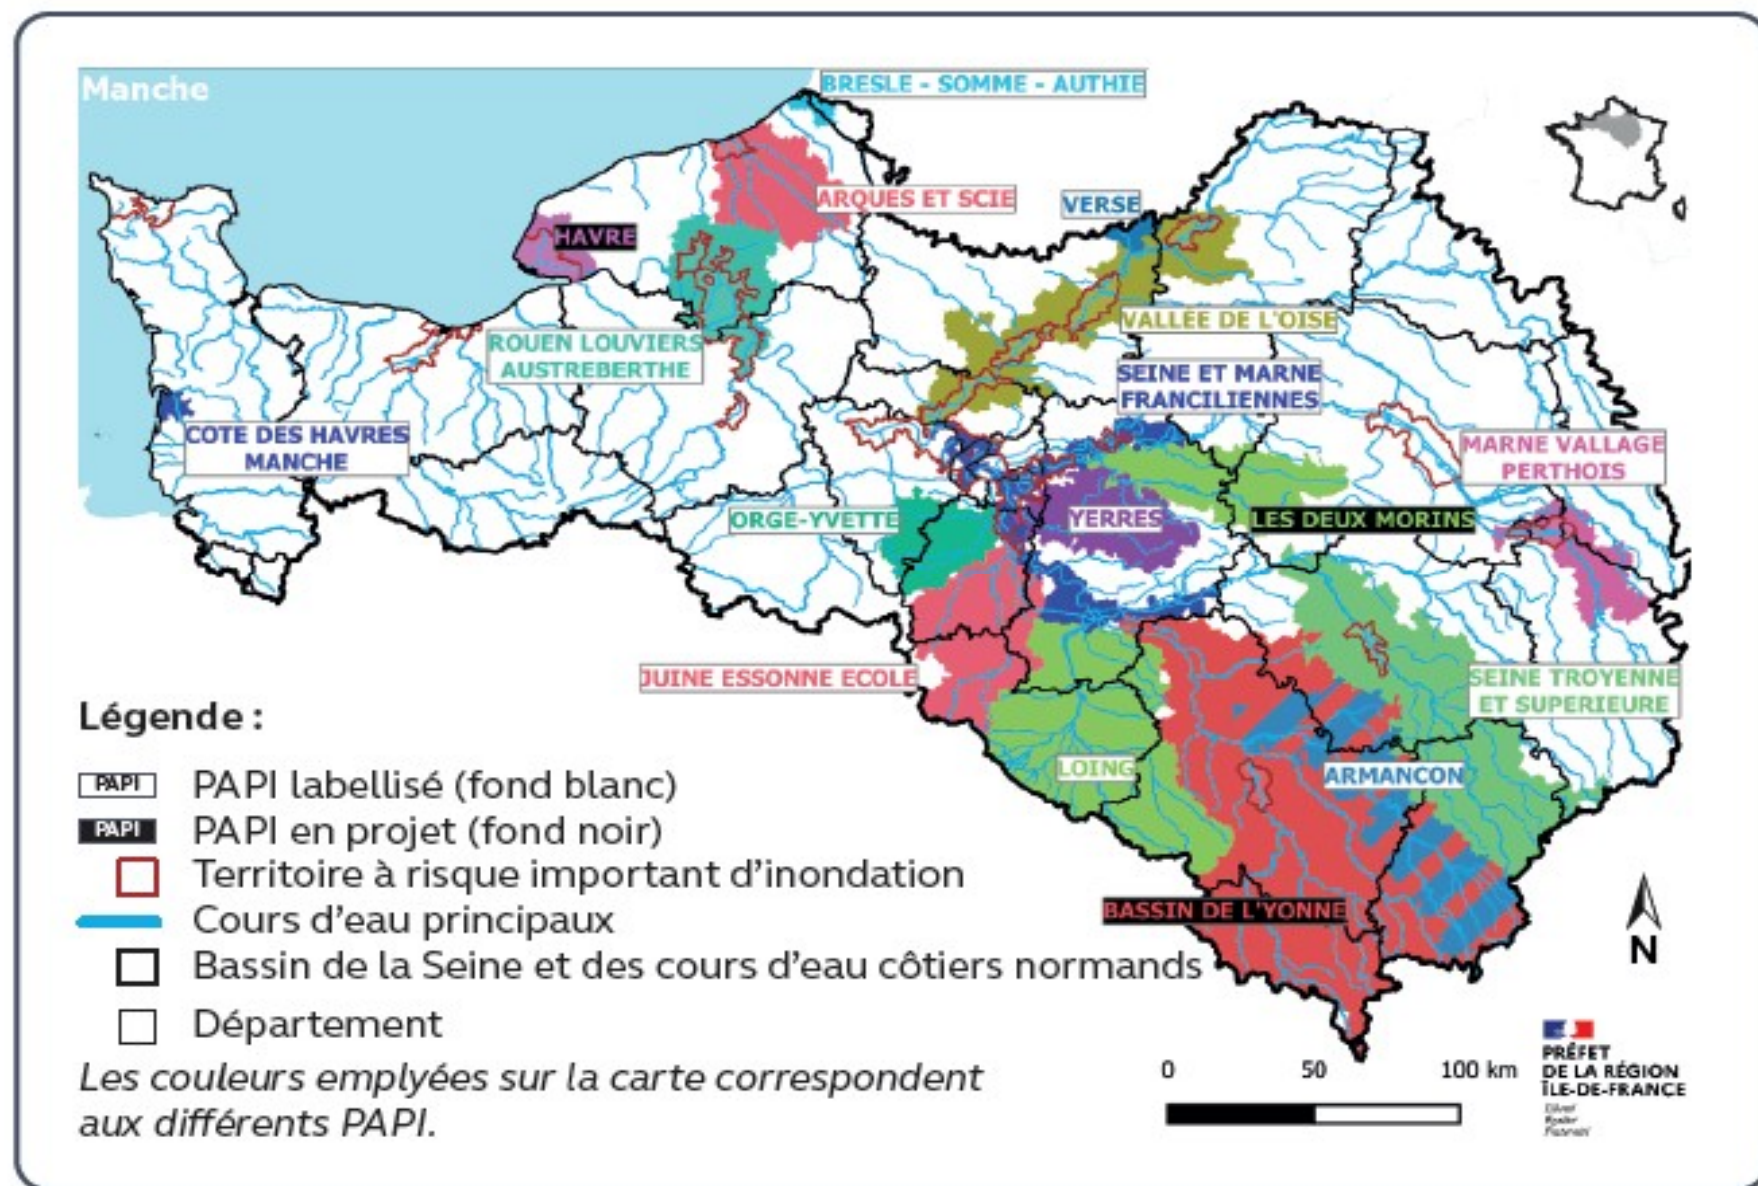 Manche
BRESLE - SOMME - AUTHIE
ARQUES ET SCIE
VERSE
HAVRE
VALLÉE DE L'OISE
ROUEN LOUVIERS
AUSTREBERTHE
SEINE ET MARNE
FRANCILIENNES
COTE DES HAVRES
MANCHE
MARNE VALLAGE
PERTHOIS
ORGE-YVETTE
YERRES
LES DEUX MORINS
JUINE ESSONNE ECOLE
SEINE TROYENNE
ET SUPERIEURE
LOING
ARMANCON
BASSIN DE L'YONNE
Légende :
PAPI PAPI labellisé (fond blanc)
PAPI PAPI en projet (fond noir)
Territoire à risque important d'inondation
Cours d'eau principaux
Bassin de la Seine et des cours d'eau côtiers normands
Département
Les couleurs emplyées sur la carte correspondent
aux différents PAPI.
N
0 50 100 km
PRÉFET
DE LA RÉGION
ÎLE-DE-FRANCE